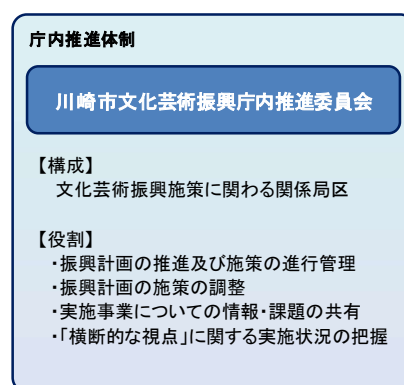 庁内推進体制
川崎市文化芸術振興庁内推進委員会
【構成】
文化芸術振興施策に関わる関係局区
【役割】
・振興計画の推進及び施策の進行管理
・振興計画の施策の調整
・実施事業についての情報・課題の共有
・「横断的な視点」に関する実施状況の把握